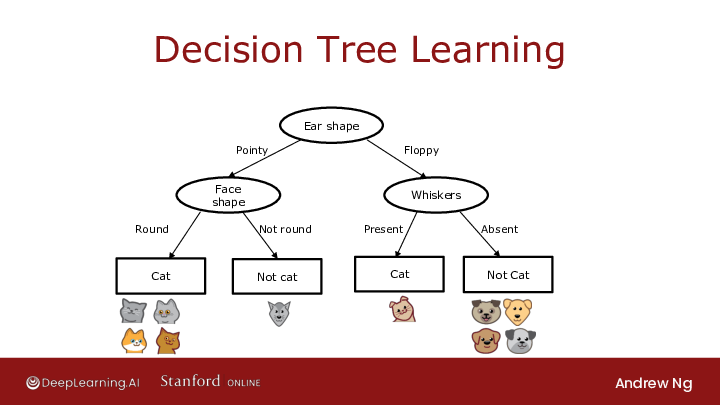 Decision Tree Learning
Ear shape
Pointy
Floppy
Face
shape
Whiskers
Round
Not round
Present
Absent
Cat
Not cat
Cat
Not Cat
DeepLearning.AI
Stanford ONLINE
Andrew Ng